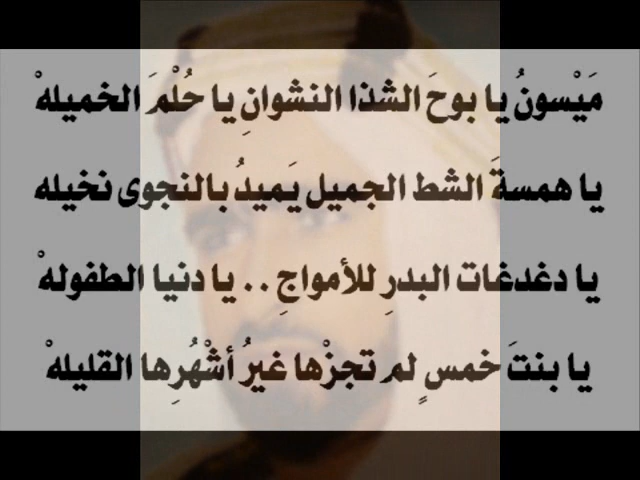 مَيْسونُ يا بوحَ الشذا النشوانِ يا حُلْمَ الخميلهْ
يا همسةَ الشط الجميل يَميدُ بالنجوى نخيله
يا دغدغات البدرِ للأمواجِ .. يا دنيا الطفولهْ
يا بنتَ خمسٍ لم تجزْها غيرُ أشْهُرِها القليلهْ